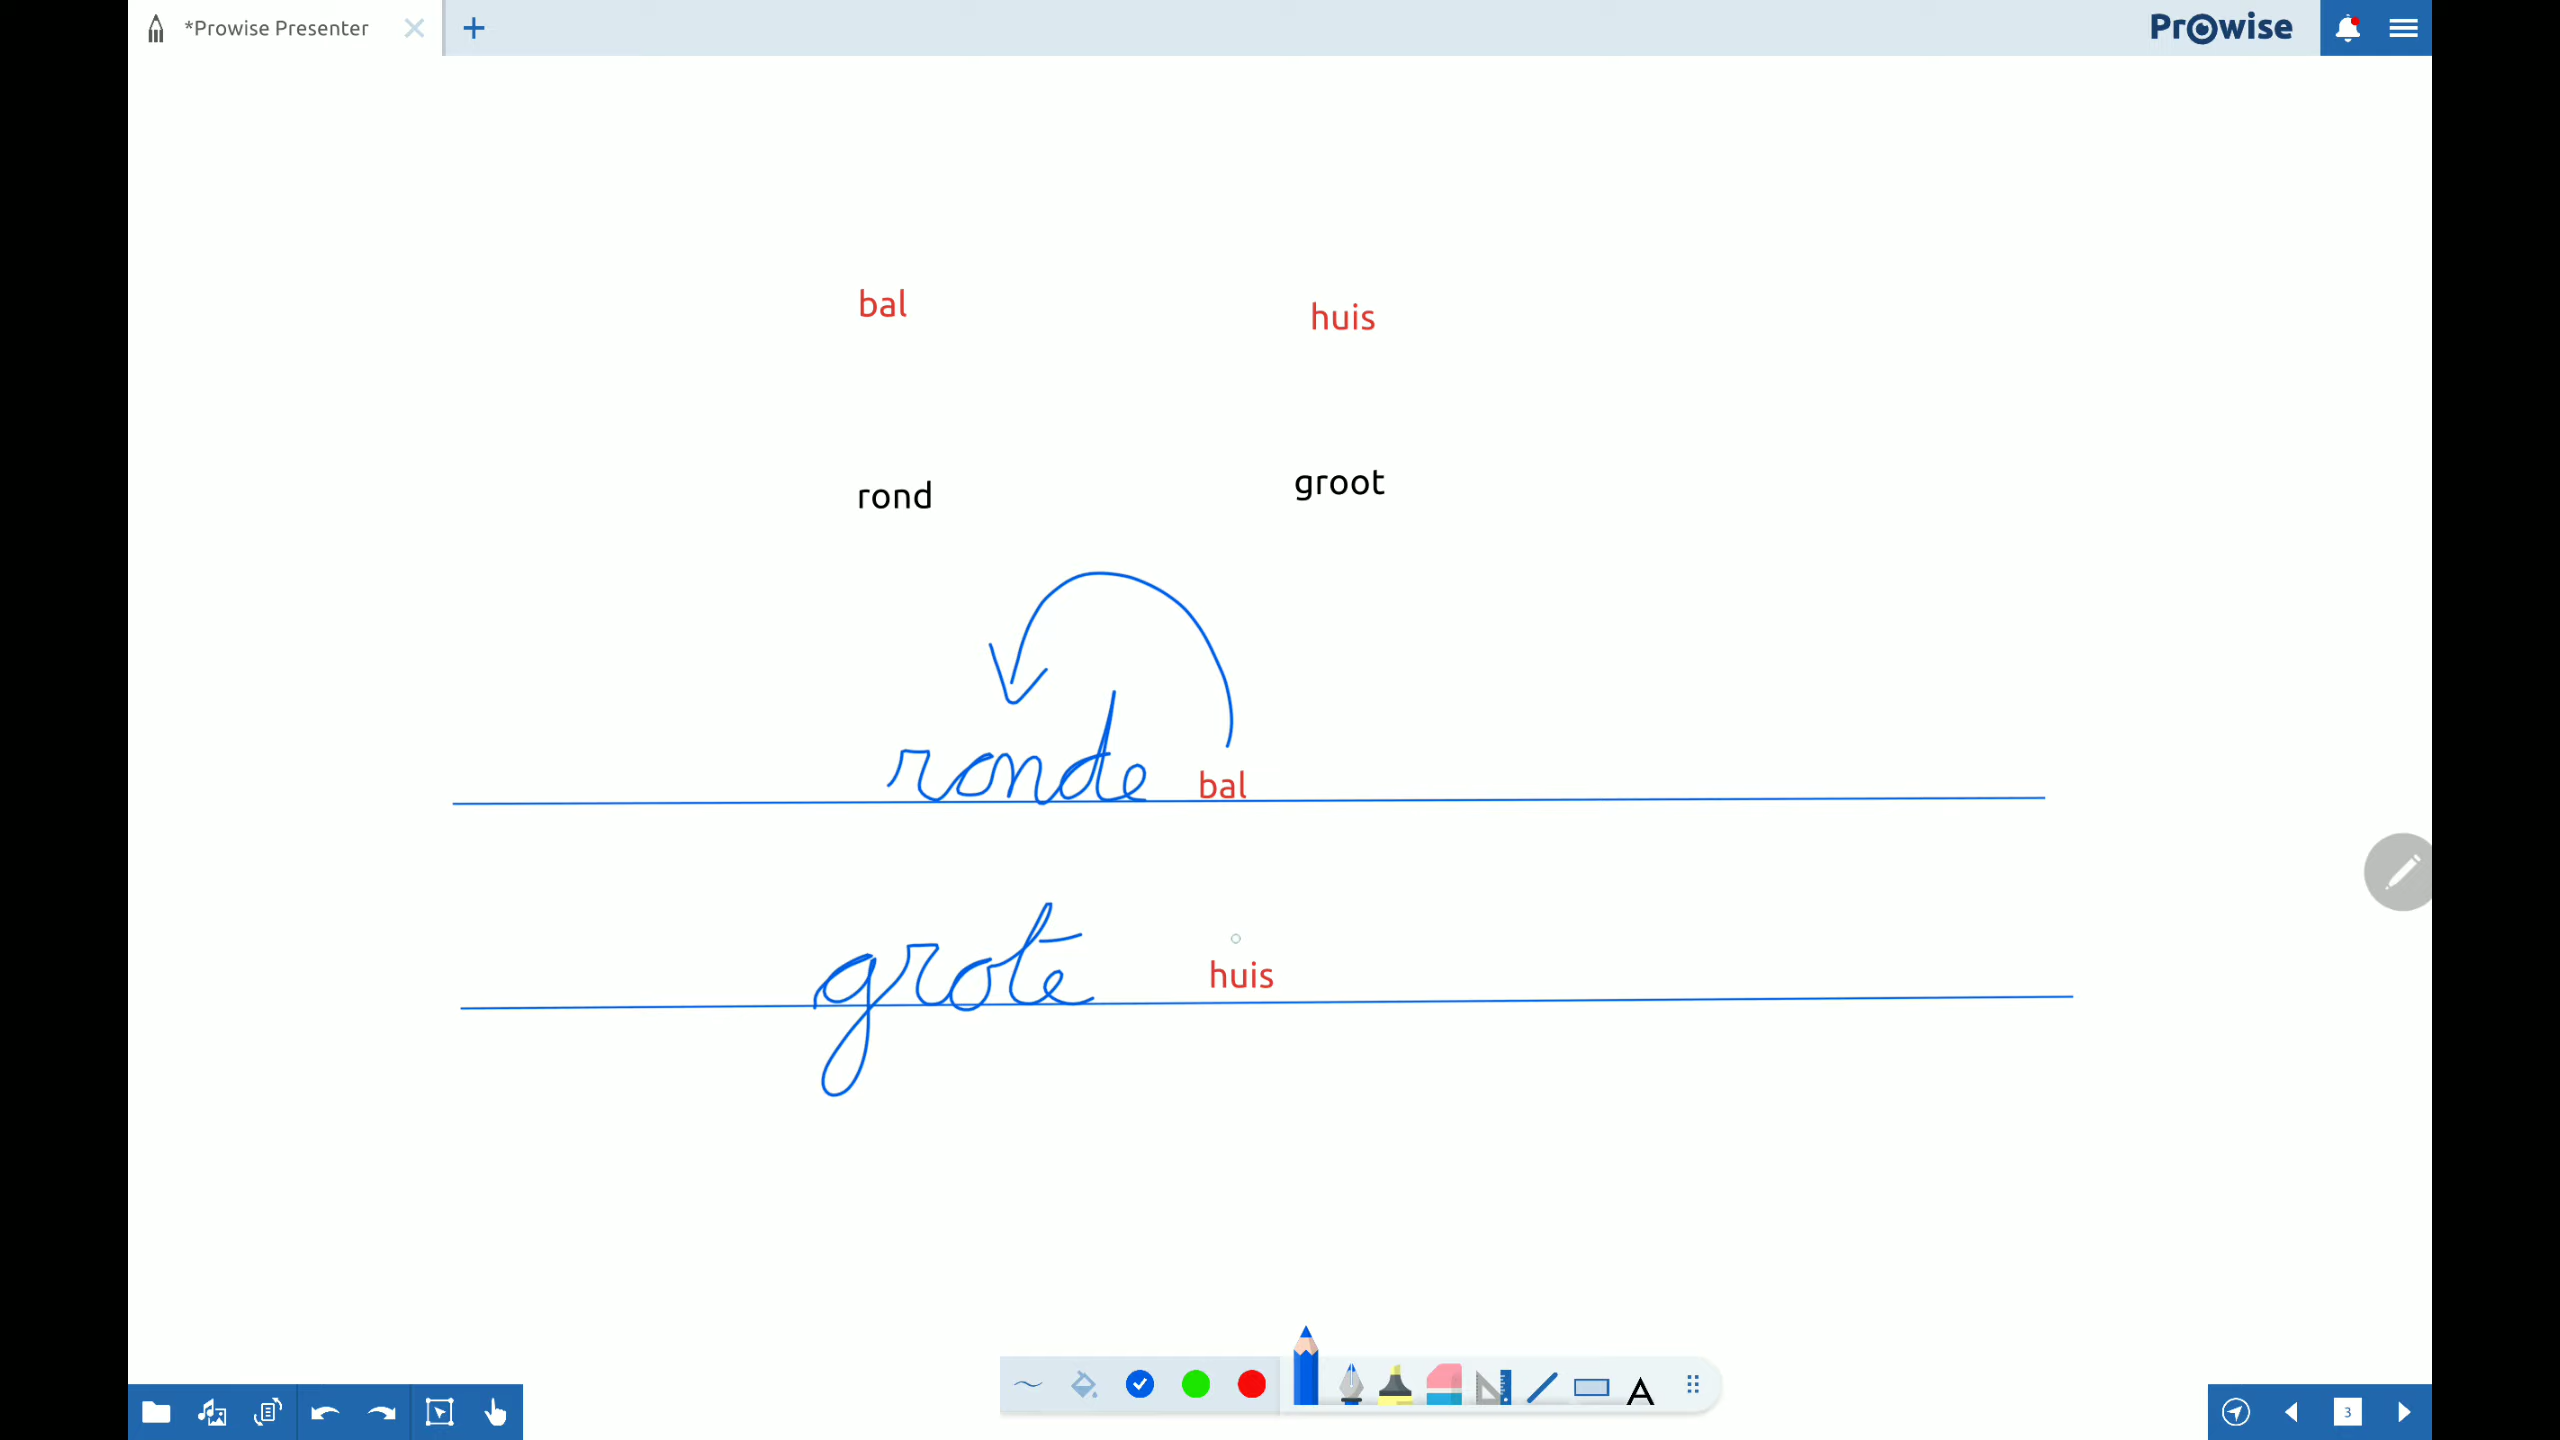 *Prowise Presenter
Prowise
bal huis
rond groot
ronde bal
grote huis
A
3